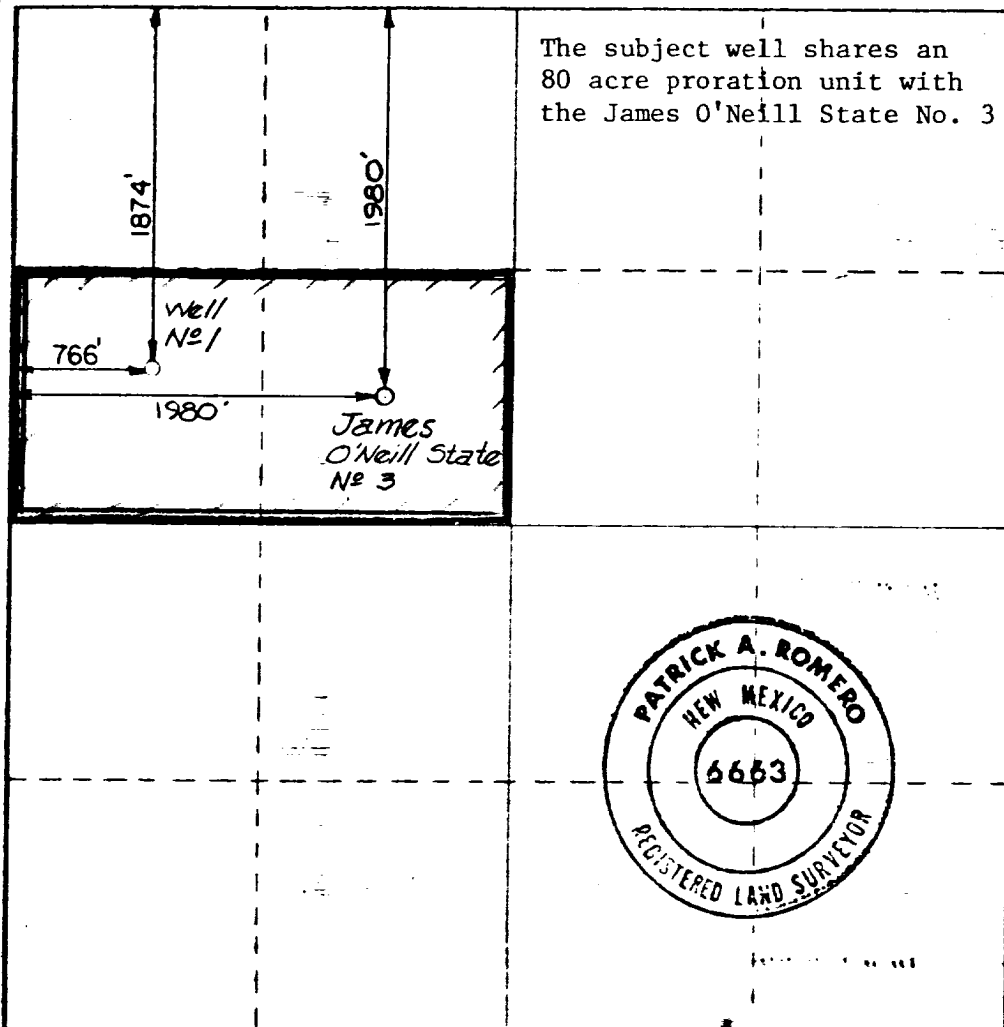 The subject well shares an
80 acre proration unit with
the James O'Neill State No. 3
1874'
1980'
Well
Nº 1
766'
1980'
James
O'Neill State
Nº 3
PATRICK A. ROMERO
NEW MEXICO
6663
REGISTERED LAND SURVEYOR